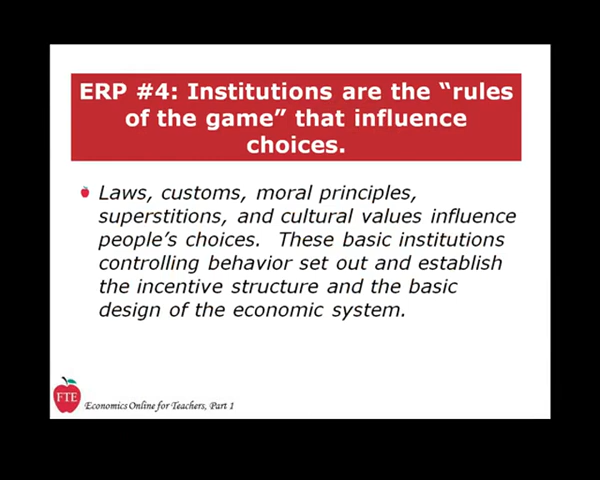 ERP #4: Institutions are the “rules
of the game” that influence
choices.
Laws, customs, moral principles,
superstitions, and cultural values influence
people’s choices.  These basic institutions
controlling behavior set out and establish
the incentive structure and the basic
design of the economic system.
FTE
Economics Online for Teachers, Part 1